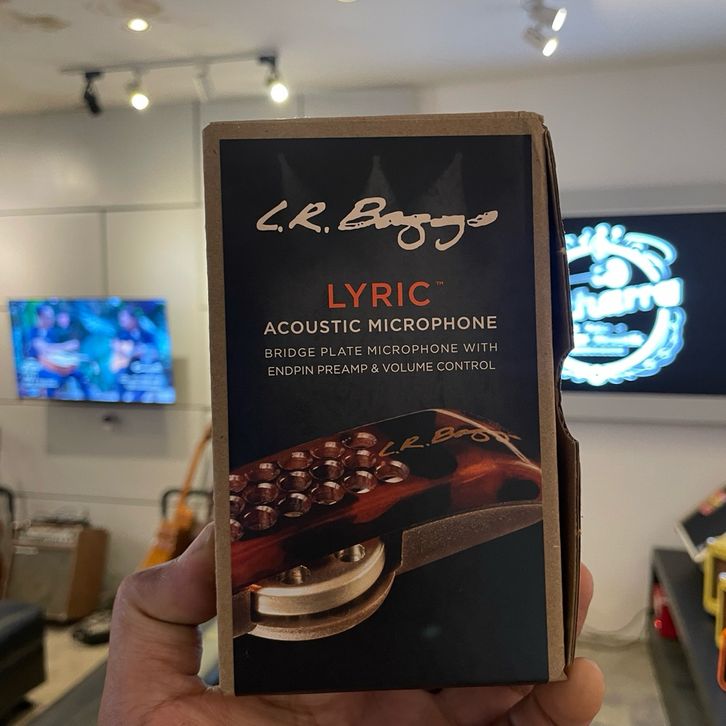 L.R. Baggs
LYRIC™
ACOUSTIC MICROPHONE
BRIDGE PLATE MICROPHONE WITH
ENDPIN PREAMP & VOLUME CONTROL
L.R. Baggs